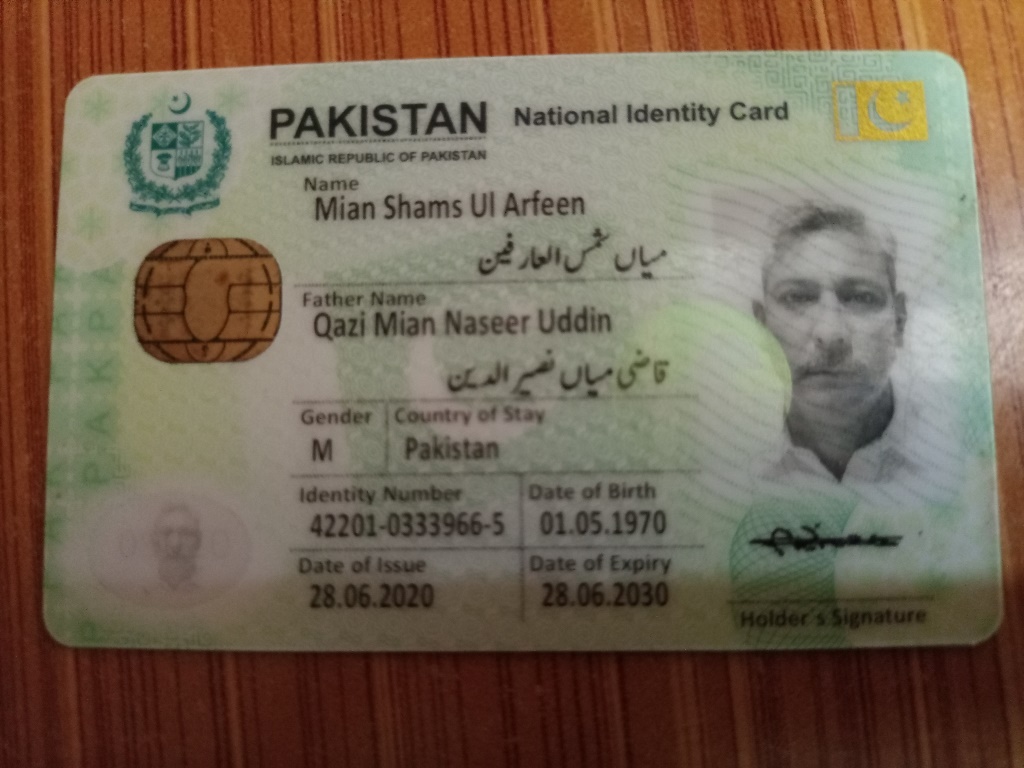 PAKISTAN National Identity Card
ISLAMIC REPUBLIC OF PAKISTAN
Name
Mian Shams Ul Arfeen
میاں شمس العارفین
Father Name
Qazi Mian Naseer Uddin
قاضی میاں نصیر الدین
Gender Country of Stay
M Pakistan
Identity Number Date of Birth
42201-0333966-5 01.05.1970
Date of Issue Date of Expiry
28.06.2020 28.06.2030
Holder's Signature